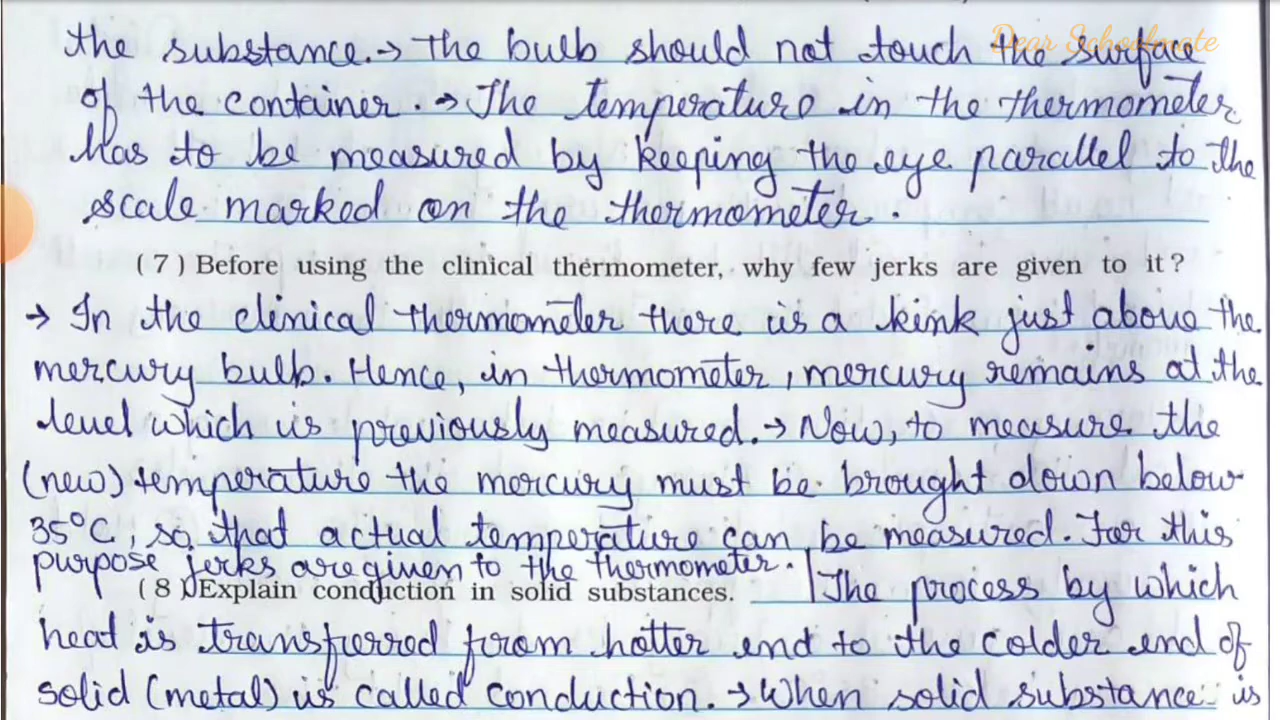 Dear Schoolmate
the substance. → The bulb should not touch the surface
of the container. → The temperature in the thermometer
has to be measured by keeping the eye parallel to the
scale marked on the thermometer.
(7) Before using the clinical thermometer, why few jerks are given to it?
→ In the clinical thermometer there is a kink just above the
mercury bulb. Hence, in thermometer, mercury remains at the
level which is previously measured. → Now, to measure the
(new) temperature the mercury must be brought down below
35°C, so that actual temperature can be measured. For this
purpose jerks are given to the thermometer.
(8) Explain conduction in solid substances. The process by which
heat is transferred from hotter end to the colder end of
solid (metal) is called conduction. → When solid substance is